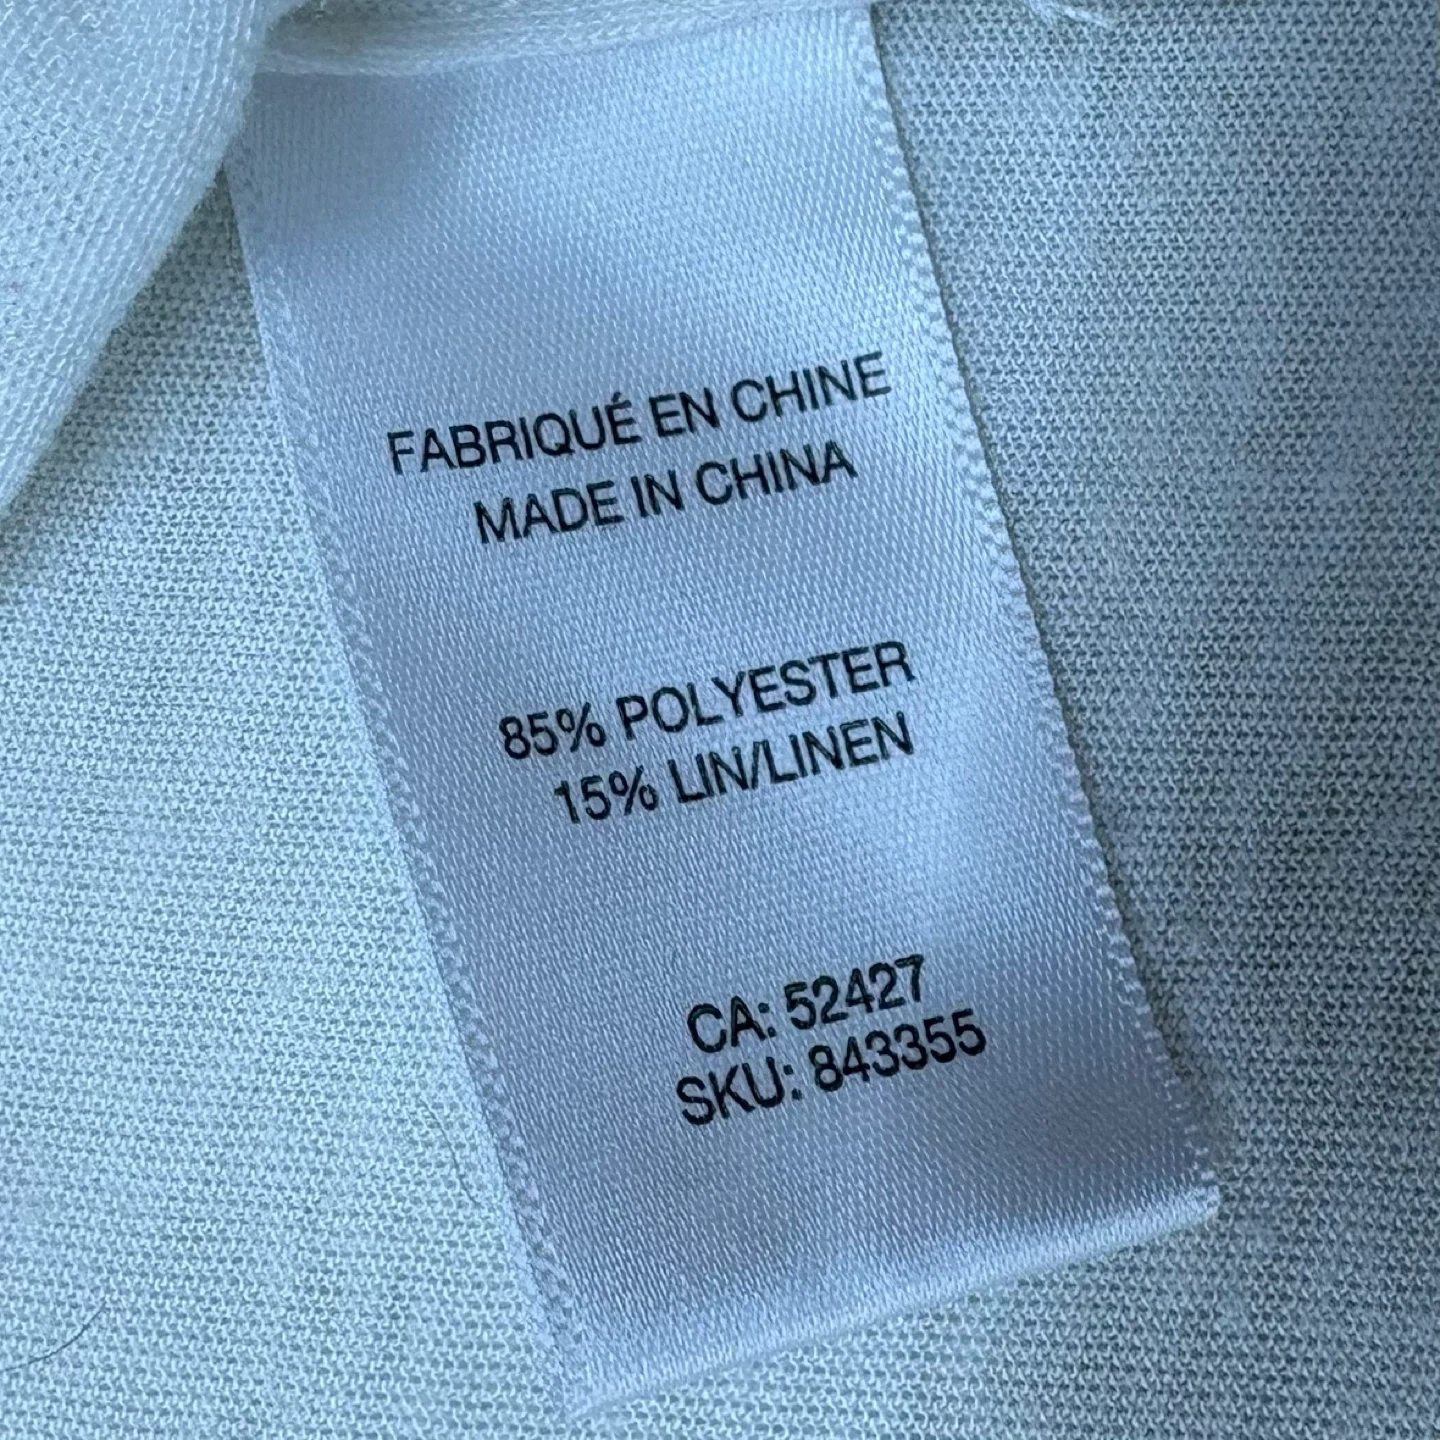 FABRIQUÉ EN CHINE
MADE IN CHINA
85% POLYESTER
15% LIN/LINEN
CA: 52427
SKU: 843355